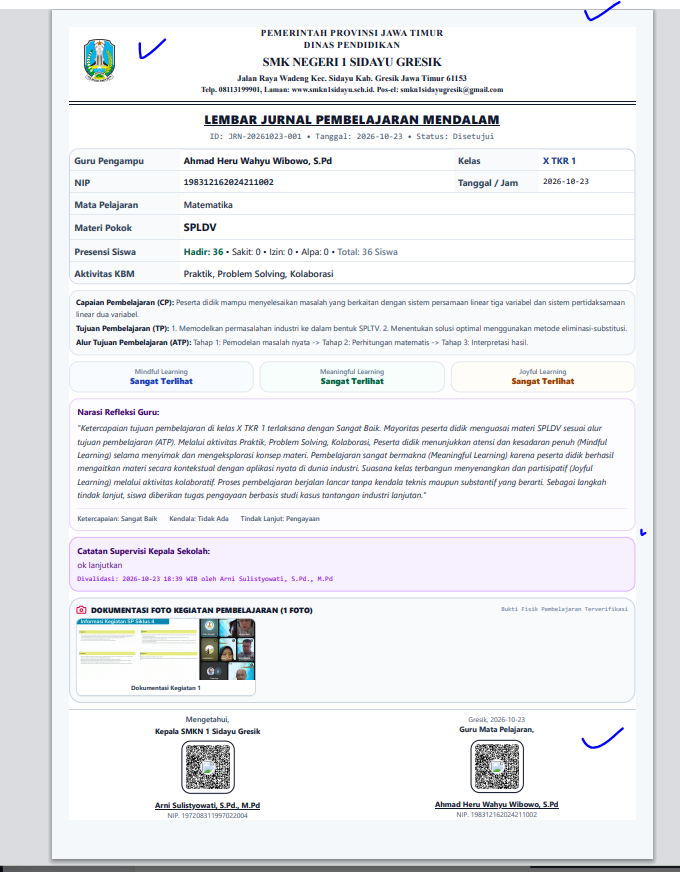 PEMERINTAH PROVINSI JAWA TIMUR
DINAS PENDIDIKAN
SMK NEGERI 1 SIDAYU GRESIK
Jalan Raya Wadeng Kec. Sidayu Kab. Gresik Jawa Timur 61153
Telp. 08113199901, Laman: www.smkn1sidayu.sch.id. Pos-el: smkn1sidayugresik@gmail.com
LEMBAR JURNAL PEMBELAJARAN MENDALAM
ID: JRN-20261023-001 • Tanggal: 2026-10-23 • Status: Disetujui
Guru Pengampu Ahmad Heru Wahyu Wibowo, S.Pd Kelas X TKR 1
NIP 198312162024211002 Tanggal / Jam 2026-10-23
Mata Pelajaran Matematika
Materi Pokok SPLDV
Presensi Siswa Hadir: 36 • Sakit: 0 • Izin: 0 • Alpa: 0 • Total: 36 Siswa
Aktivitas KBM Praktik, Problem Solving, Kolaborasi
Capaian Pembelajaran (CP): Peserta didik mampu menyelesaikan masalah yang berkaitan dengan sistem persamaan linear tiga variabel dan sistem pertidaksamaan
linear dua variabel.
Tujuan Pembelajaran (TP): 1. Memodelkan permasalahan industri ke dalam bentuk SPLTV. 2. Menentukan solusi optimal menggunakan metode eliminasi-substitusi.
Alur Tujuan Pembelajaran (ATP): Tahap 1: Pemodelan masalah nyata -> Tahap 2: Perhitungan matematis -> Tahap 3: Interpretasi hasil.
Mindful Learning Meaningful Learning Joyful Learning
Sangat Terlihat Sangat Terlihat Sangat Terlihat
Narasi Refleksi Guru:
"Ketercapaian tujuan pembelajaran di kelas X TKR 1 terlaksana dengan Sangat Baik. Mayoritas peserta didik menguasai materi SPLDV sesuai alur
tujuan pembelajaran (ATP). Melalui aktivitas Praktik, Problem Solving, Kolaborasi, Peserta didik menunjukkan atensi dan kesadaran penuh (Mindful
Learning) selama menyimak dan mengeksplorasi konsep materi. Pembelajaran sangat bermakna (Meaningful Learning) karena peserta didik berhasil
mengaitkan materi secara kontekstual dengan aplikasi nyata di dunia industri. Suasana kelas terbangun menyenangkan dan partisipatif (Joyful
Learning) melalui aktivitas kolaboratif. Proses pembelajaran berjalan lancar tanpa kendala teknis maupun substantif yang berarti. Sebagai langkah
tindak lanjut, siswa diberikan tugas pengayaan berbasis studi kasus tantangan industri lanjutan."
Ketercapaian: Sangat Baik Kendala: Tidak Ada Tindak Lanjut: Pengayaan
Catatan Supervisi Kepala Sekolah:
ok lanjutkan
Divalidasi: 2026-10-23 18:39 WIB oleh Arni Sulistyowati, S.Pd., M.Pd
DOKUMENTASI FOTO KEGIATAN PEMBELAJARAN (1 FOTO) Bukti Fisik Pembelajaran Terverifikasi
Informasi Kegiatan SP Siklus 4
Dokumentasi Kegiatan 1
Mengetahui,
Kepala SMKN 1 Sidayu Gresik
Arni Sulistyowati, S.Pd., M.Pd
NIP. 197208311997022004
Gresik, 2026-10-23
Guru Mata Pelajaran,
Ahmad Heru Wahyu Wibowo, S.Pd
NIP. 198312162024211002